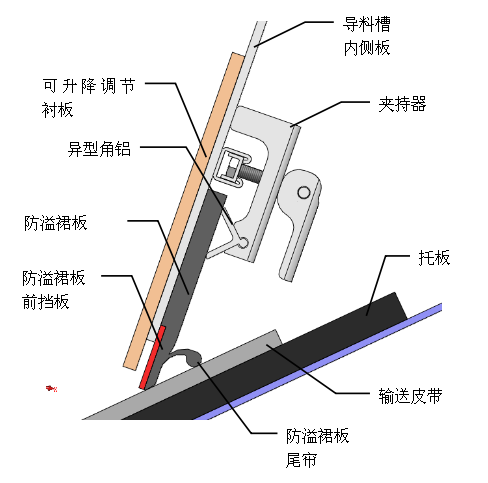 导料槽
内侧板
可升降调节
衬板
夹持器
异型角铝
防溢裙板
托板
防溢裙板
前挡板
输送皮带
防溢裙板
尾帘